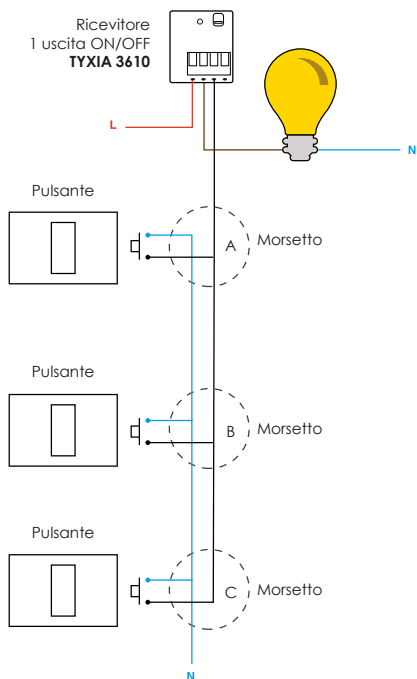 Ricevitore
1 uscita ON/OFF
TYXIA 3610
L
N
Pulsante
A
Morsetto
Pulsante
B
Morsetto
Pulsante
C
Morsetto
N